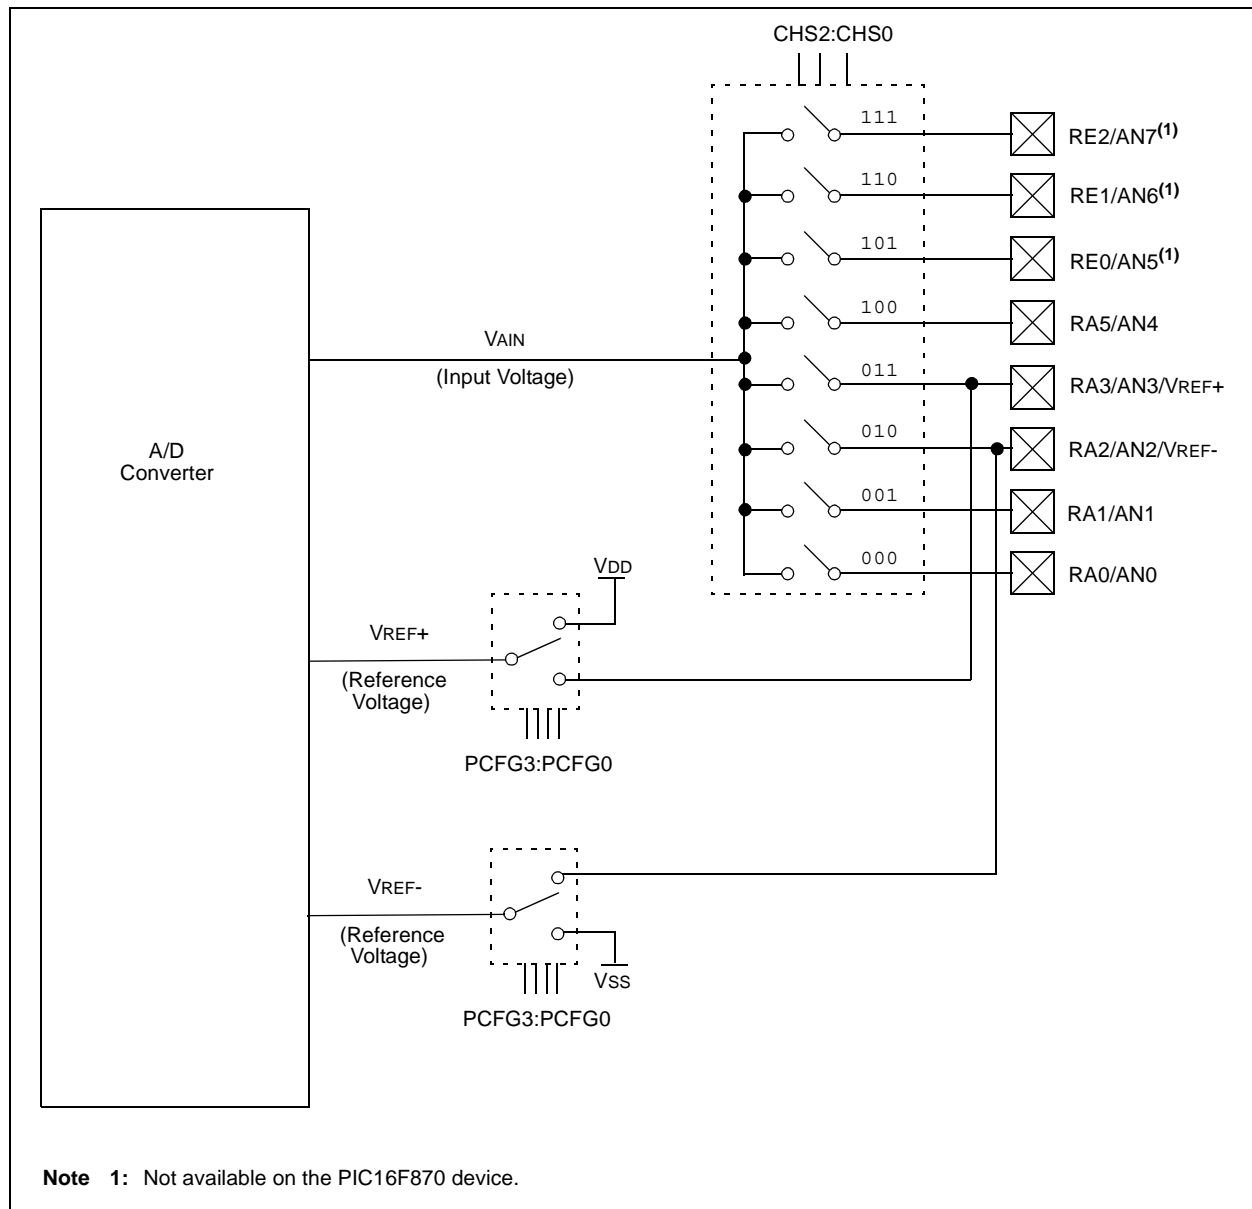 CHS2:CHS0
111
RE2/AN7(1)
110
RE1/AN6(1)
101
RE0/AN5(1)
100
RA5/AN4
VAIN
(Input Voltage)
011
RA3/AN3/VREF+
010
RA2/AN2/VREF-
A/D
Converter
001
RA1/AN1
000
RA0/AN0
VDD
VREF+
(Reference
Voltage)
PCFG3:PCFG0
VREF-
(Reference
Voltage)
VSS
PCFG3:PCFG0
Note 1: Not available on the PIC16F870 device.